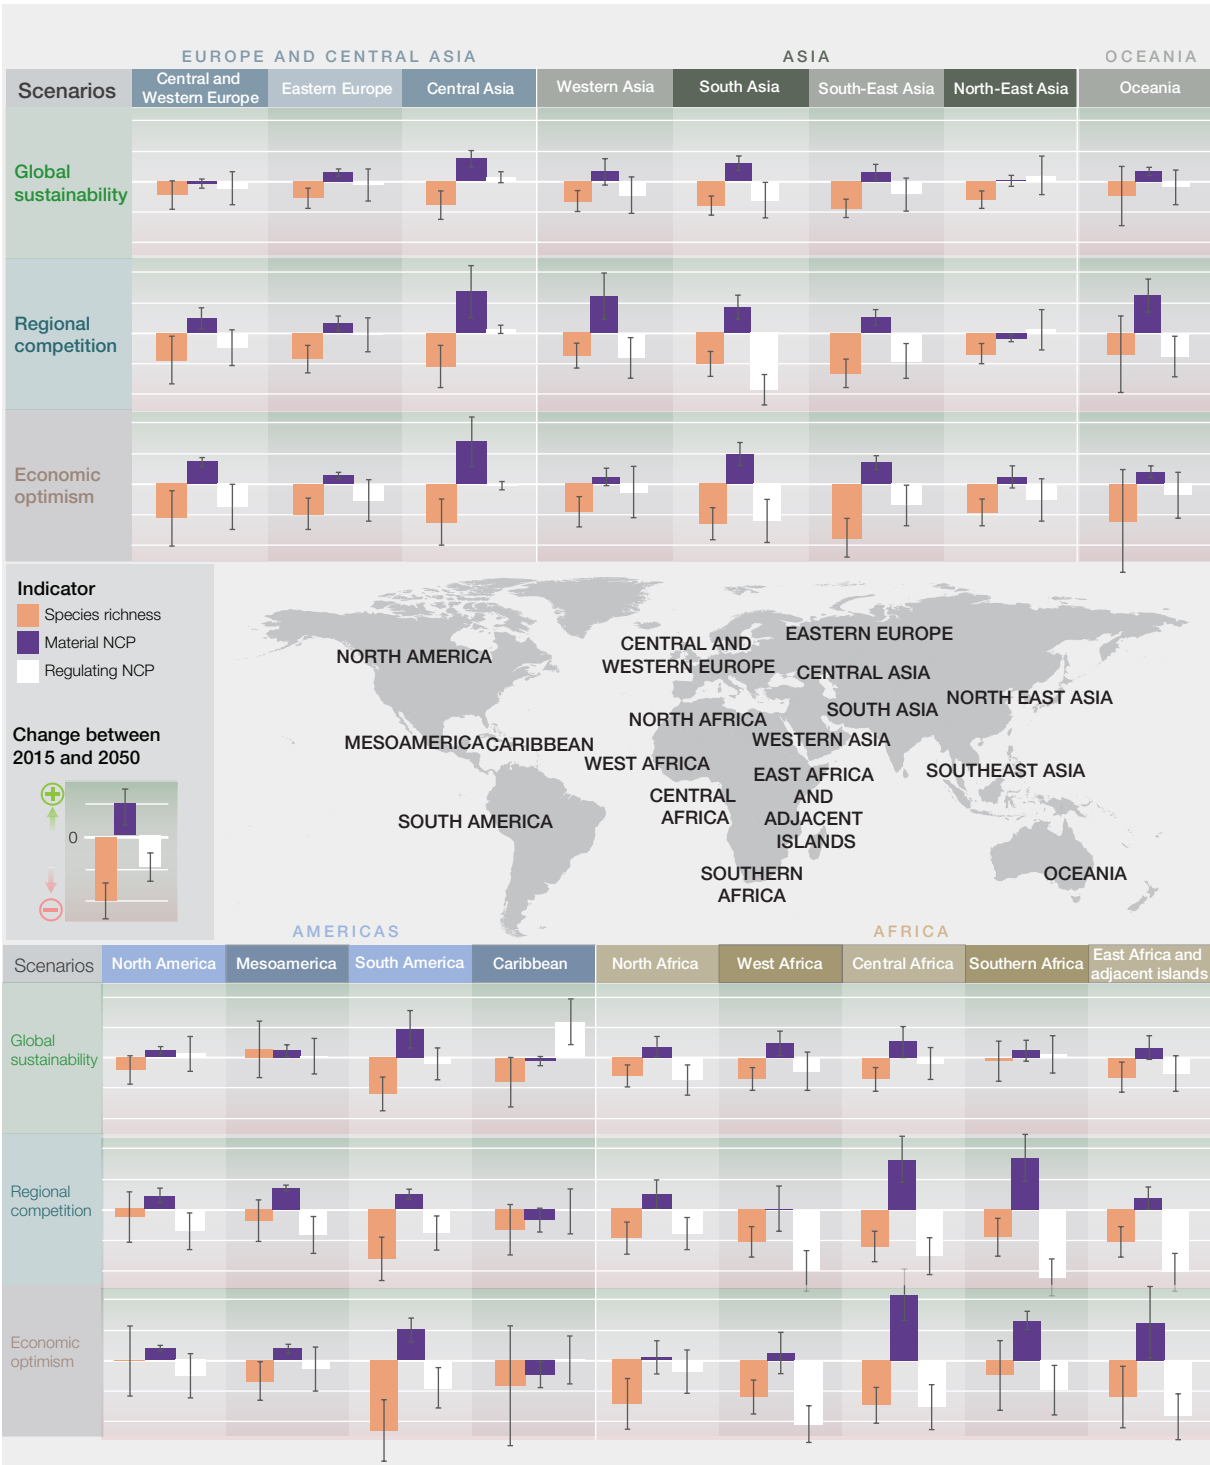 EUROPE AND CENTRAL ASIA
ASIA
OCEANIA
Scenarios
Central and
Western Europe
Eastern Europe
Central Asia
Western Asia
South Asia
South-East Asia
North-East Asia
Oceania
Global
sustainability
Regional
competition
Economic
optimism
Indicator
Species richness
Material NCP
Regulating NCP
Change between
2015 and 2050
0
NORTH AMERICA
CENTRAL AND
WESTERN EUROPE
EASTERN EUROPE
CENTRAL ASIA
NORTH EAST ASIA
SOUTH ASIA
NORTH AFRICA
WESTERN ASIA
MESOAMERICA
CARIBBEAN
WEST AFRICA
SOUTHEAST ASIA
EAST AFRICA
AND
ADJACENT
ISLANDS
CENTRAL
AFRICA
SOUTH AMERICA
SOUTHERN
AFRICA
OCEANIA
AMERICAS
AFRICA
Scenarios
North America
Mesoamerica
South America
Caribbean
North Africa
West Africa
Central Africa
Southern Africa
East Africa and
adjacent islands
Global
sustainability
Regional
competition
Economic
optimism